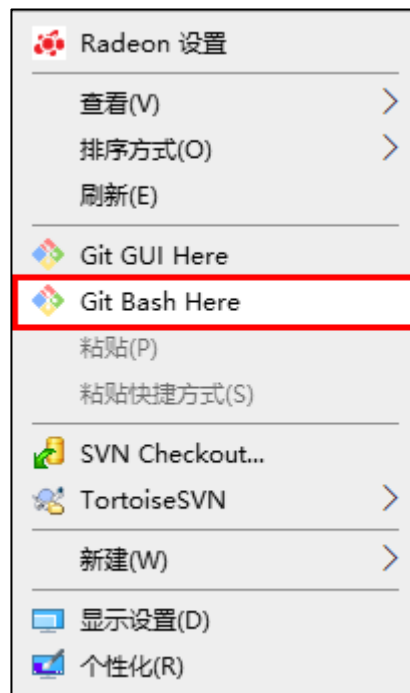 Radeon 设置
查看(V)
排序方式(O)
刷新(E)
Git GUI Here
Git Bash Here
粘贴(P)
粘贴快捷方式(S)
SVN Checkout...
TortoiseSVN
新建(W)
显示设置(D)
个性化(R)